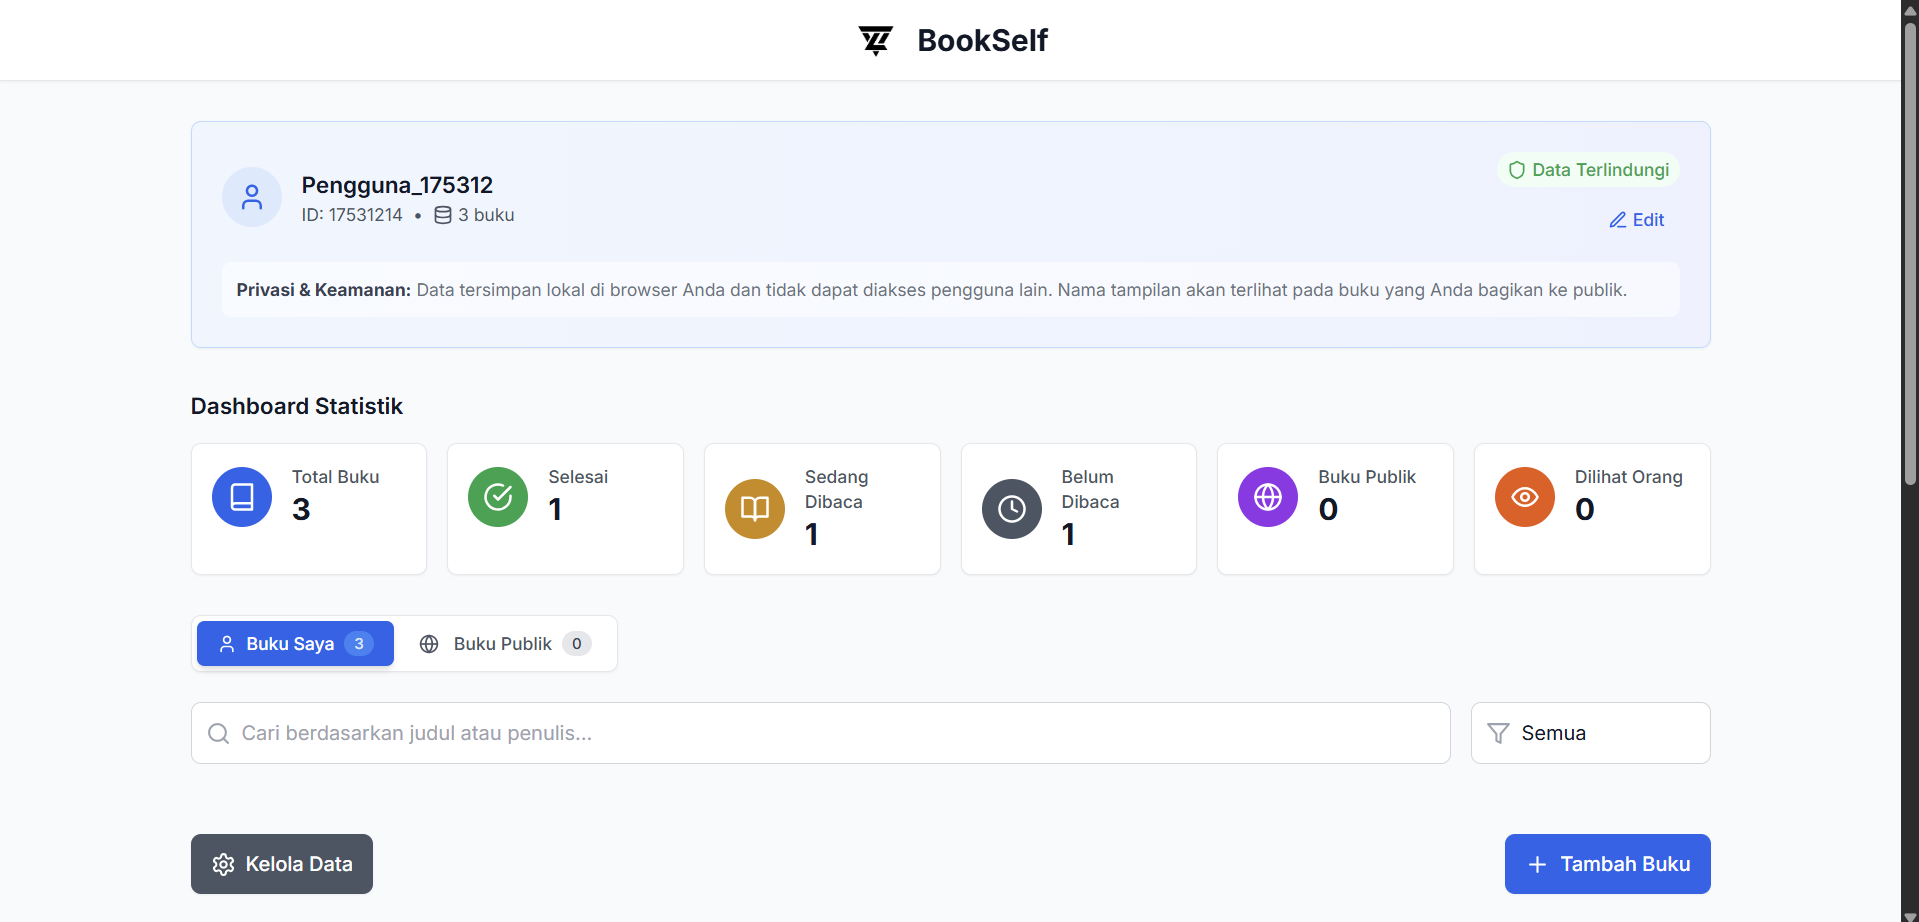 BookSelf
Pengguna_175312
ID: 17531214 • 3 buku
Data Terlindungi
Edit
Privasi & Keamanan: Data tersimpan lokal di browser Anda dan tidak dapat diakses pengguna lain. Nama tampilan akan terlihat pada buku yang Anda bagikan ke publik.
Dashboard Statistik
Total Buku
3
Selesai
1
Sedang
Dibaca
1
Belum
Dibaca
1
Buku Publik
0
Dilihat Orang
0
Buku Saya 3
Buku Publik 0
Cari berdasarkan judul atau penulis...
Semua
Kelola Data
Tambah Buku